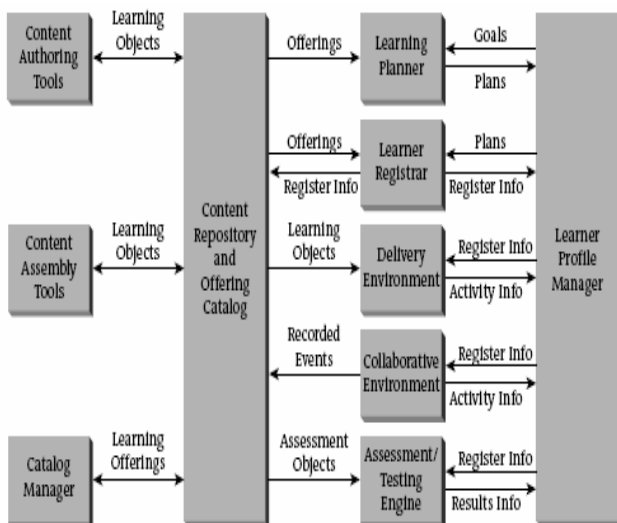 Content
Authoring
Tools
Learning
Objects
Offerings
Learning
Planner
Goals
Plans
Offerings
Register Info
Learner
Registrar
Plans
Register Info
Content
Assembly
Tools
Learning
Objects
Content
Repository
and
Offering
Catalog
Learning
Objects
Delivery
Environment
Register Info
Activity Info
Learner
Profile
Manager
Recorded
Events
Collaborative
Environment
Register Info
Activity Info
Catalog
Manager
Learning
Offerings
Assessment
Objects
Assessment/
Testing
Engine
Register Info
Results Info